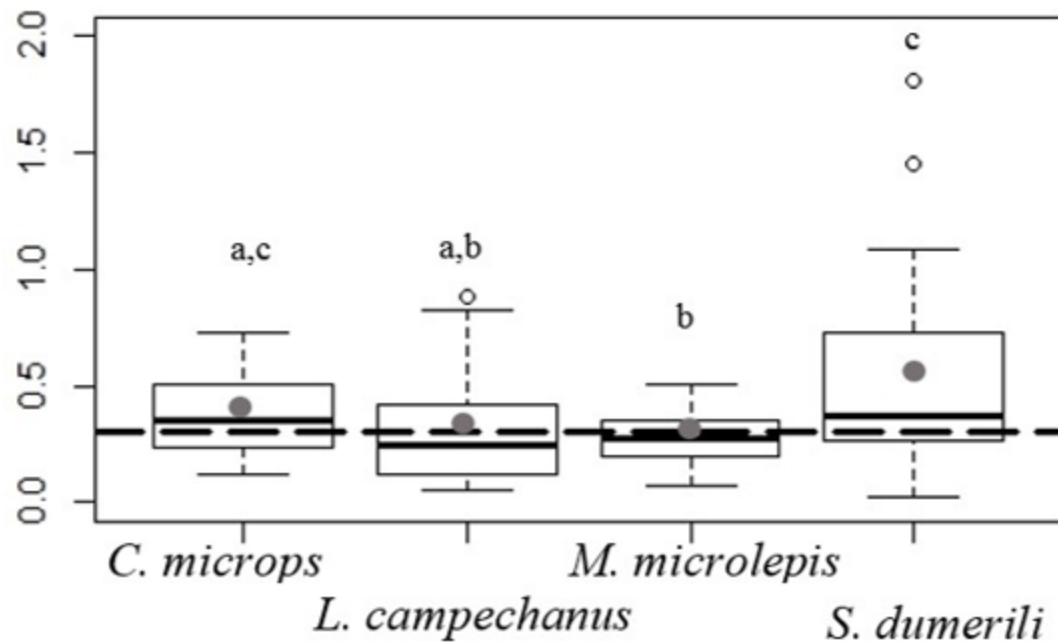 2.0
1.5
1.0
0.5
0.0
a,c
a,b
b
c
C. microps
L. campechanus
M. microlepis
S. dumerili